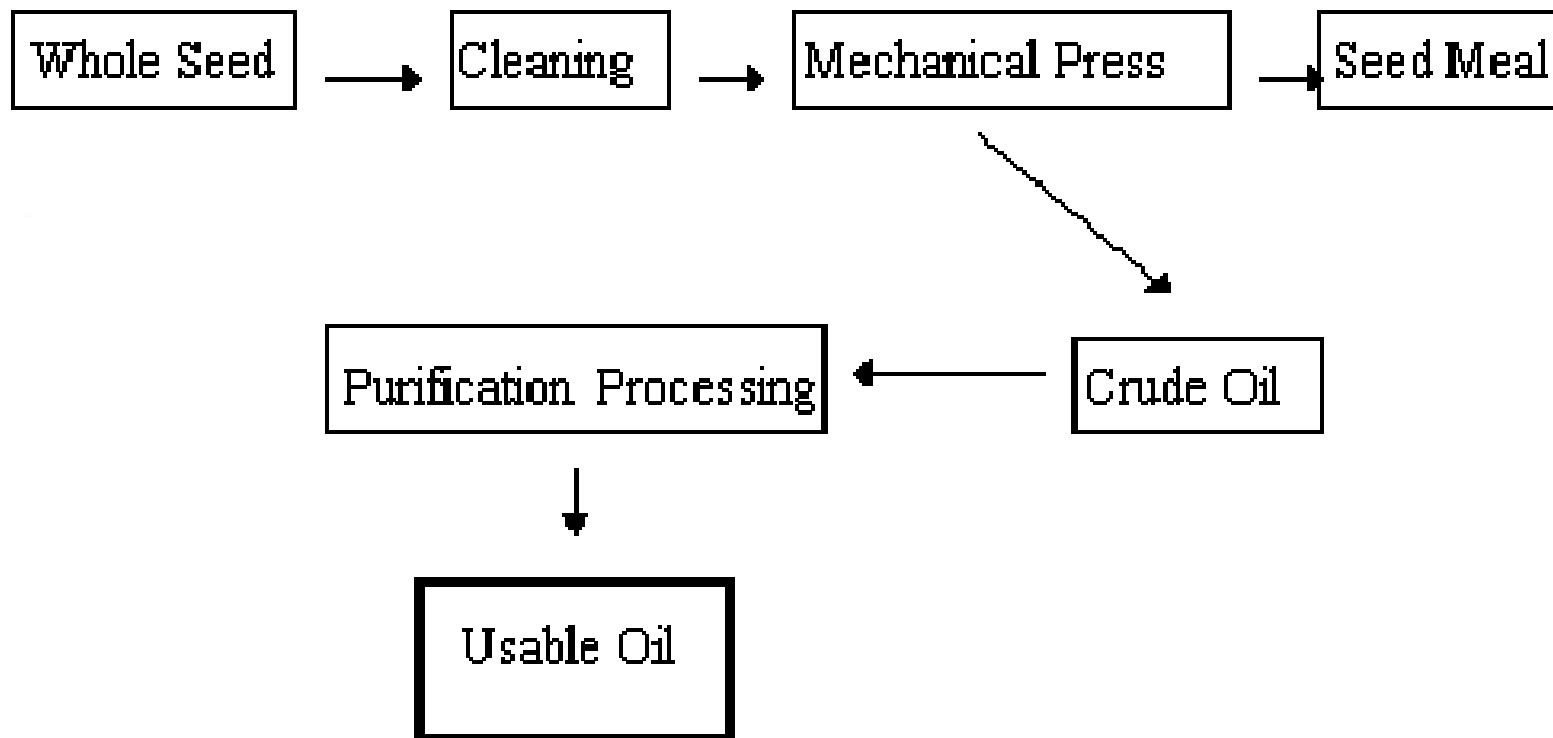 Whole Seed
Cleaning
Mechanical Press
Seed Meal
Purification Processing
Crude Oil
Usable Oil